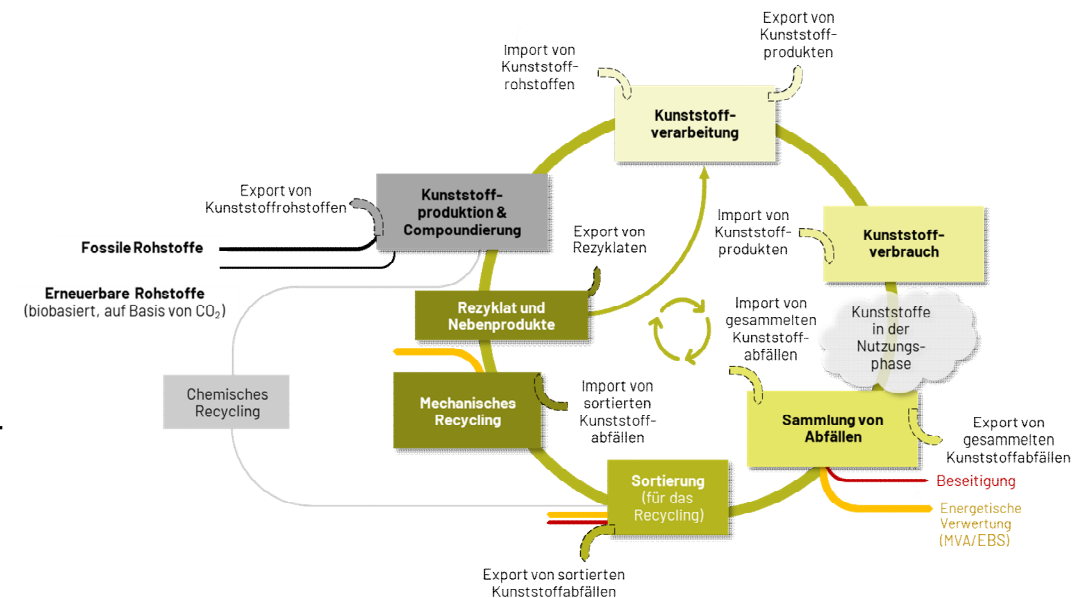 Export von
Kunststoff-
produkten
Import von
Kunststoff-
rohstoffen
Kunststoff-
verarbeitung
Export von
Kunststoffrohstoffen
Kunststoff-
produktion &
Compoundierung
Import von
Kunststoff-
produkten
Kunststoff-
verbrauch
Export von
Rezyklaten
Fossile Rohstoffe
Erneuerbare Rohstoffe
(biobasiert, auf Basis von CO₂)
Rezyklat und
Nebenprodukte
Import von
gesammelten
Kunststoff-
abfällen
Kunststoffe
in der
Nutzungs-
phase
Chemisches
Recycling
Mechanisches
Recycling
Import von
sortierten
Kunststoff-
abfällen
Sammlung von
Abfällen
Export von
gesammelten
Kunststoffabfällen
Sortierung
(für das
Recycling)
Beseitigung
Energetische
Verwertung
(MVA/EBS)
Export von sortierten
Kunststoffabfällen